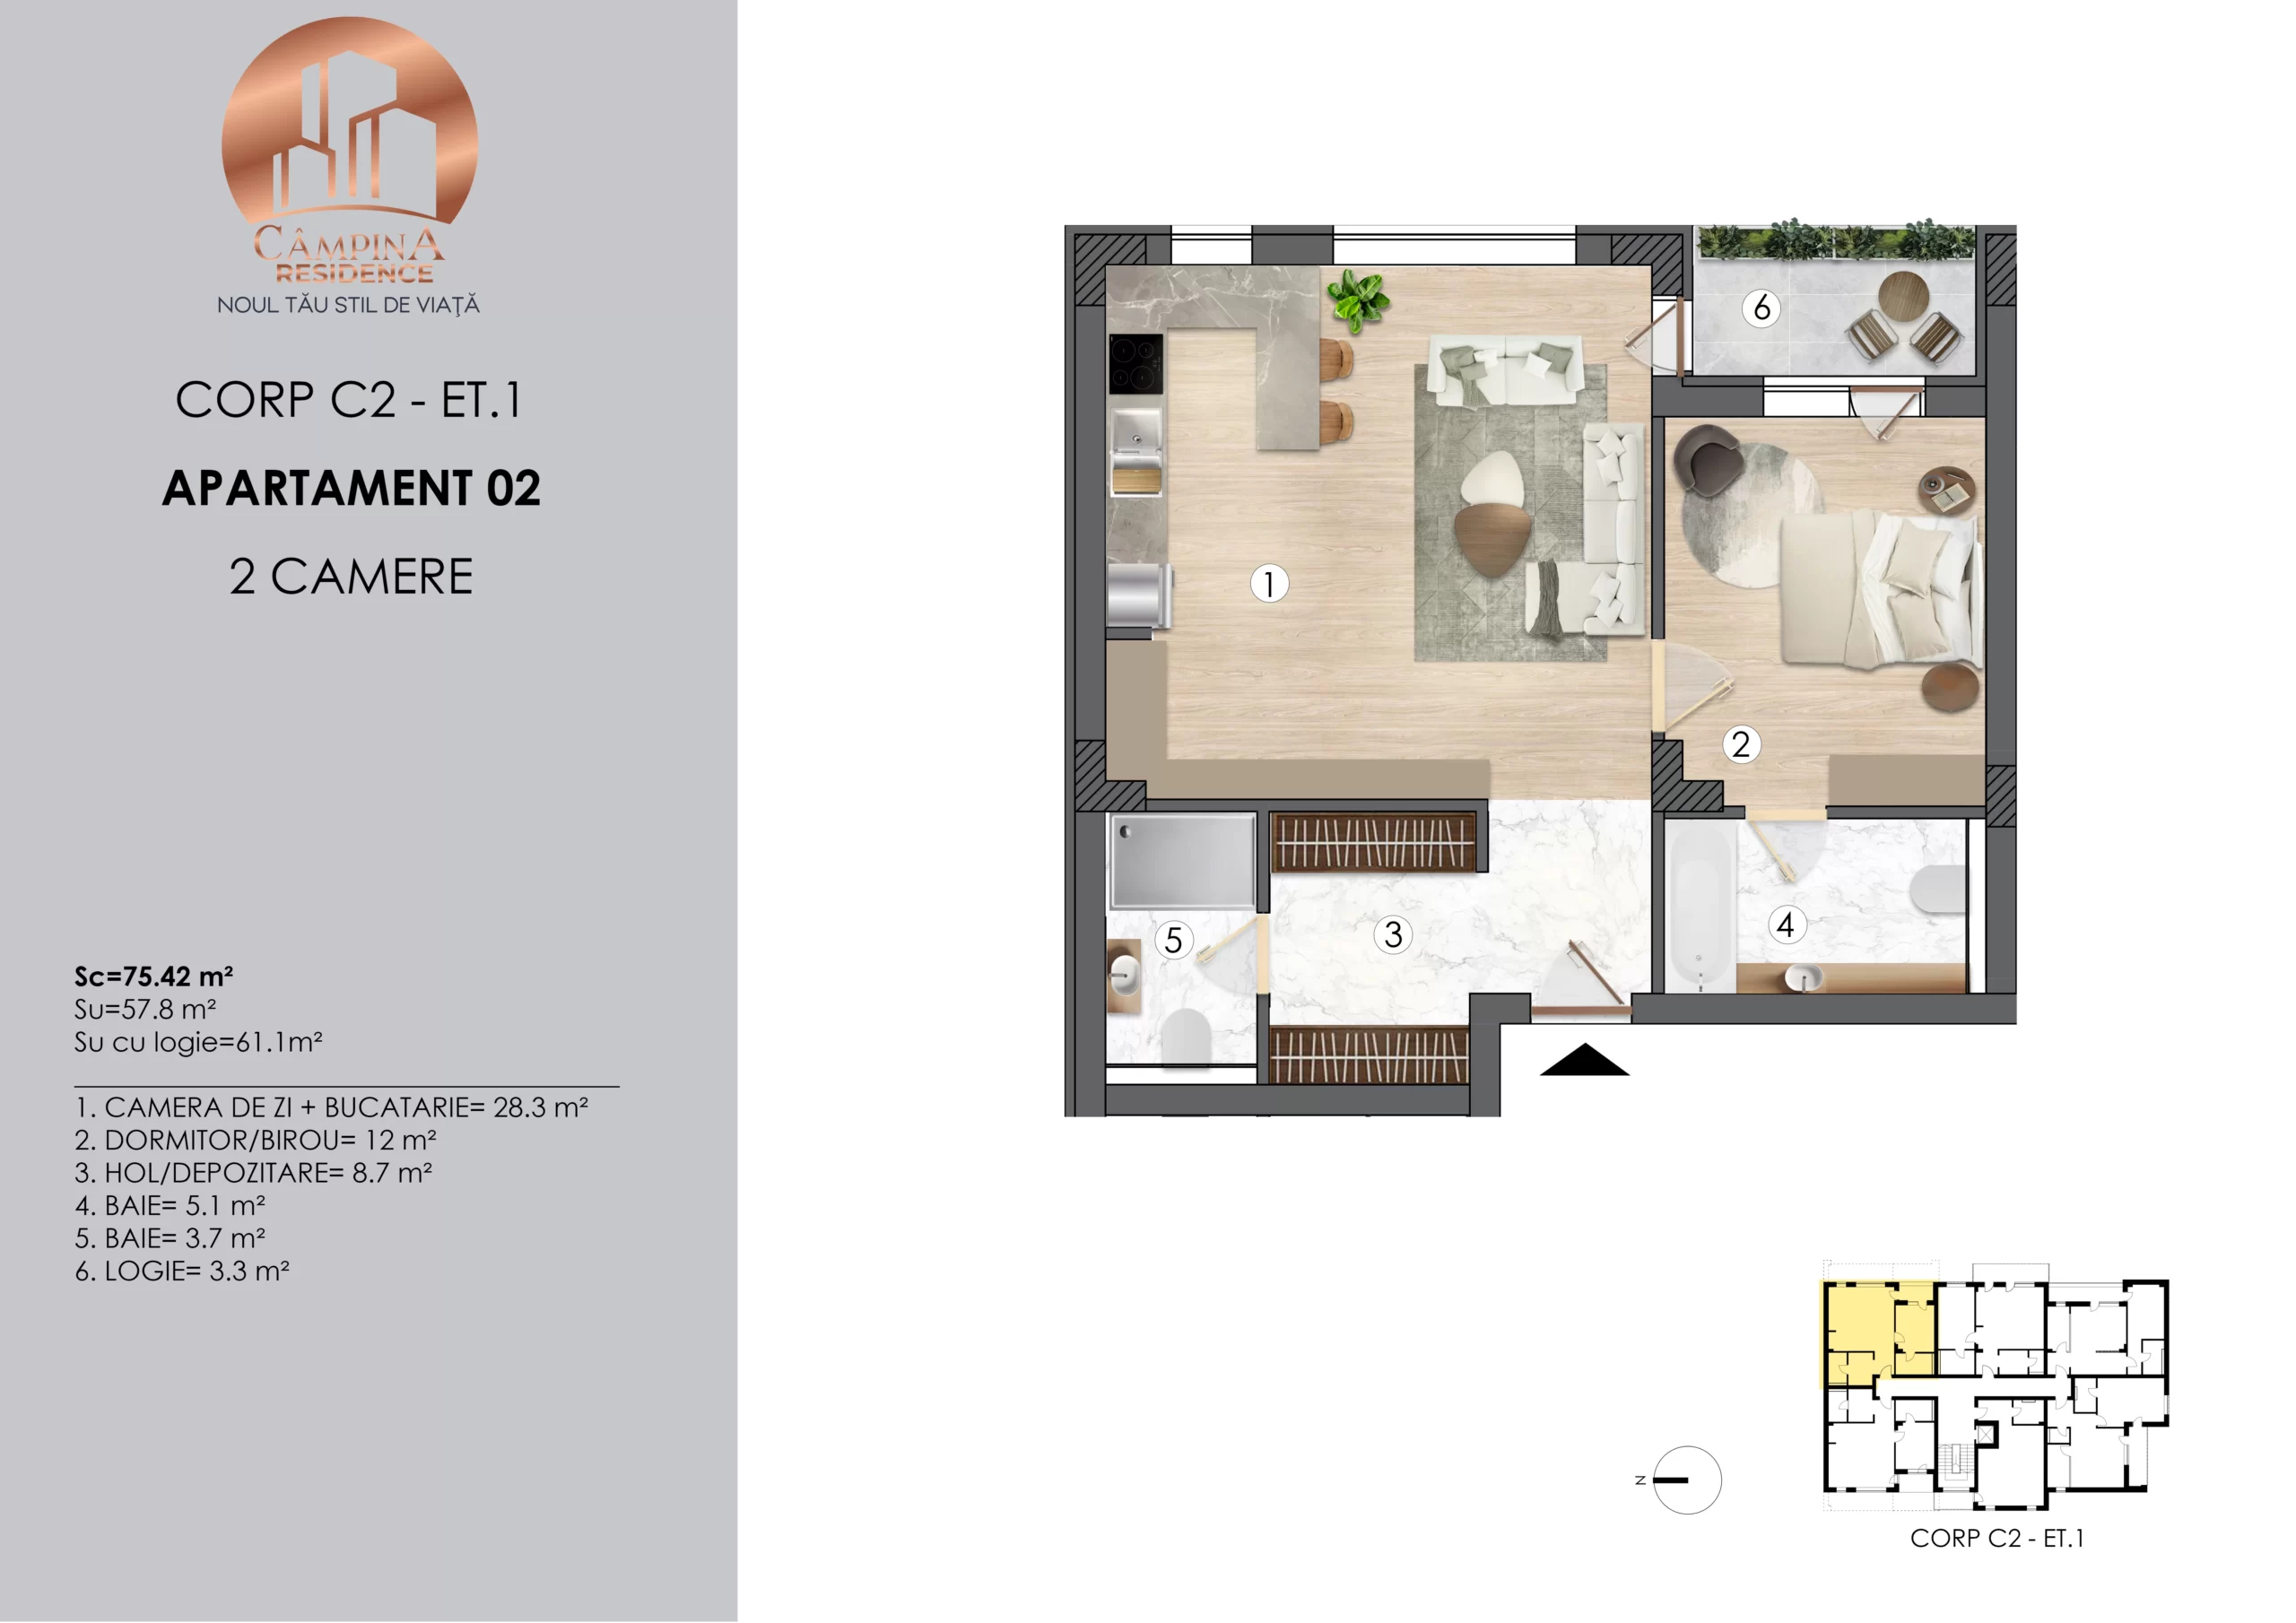 CÂMPINA
RESIDENCE
NOUL TĂU STIL DE VIAŢĂ
CORP C2 - ET.1
APARTAMENT 02
2 CAMERE
Sc=75.42 m²
Su=57.8 m²
Su cu logie=61.1m²
1. CAMERA DE ZI + BUCATARIE= 28.3 m²
2. DORMITOR/BIROU= 12 m²
3. HOL/DEPOZITARE= 8.7 m²
4. BAIE= 5.1 m²
5. BAIE= 3.7 m²
6. LOGIE= 3.3 m²
6
1
2
3
4
5
N
CORP C2 - ET.1